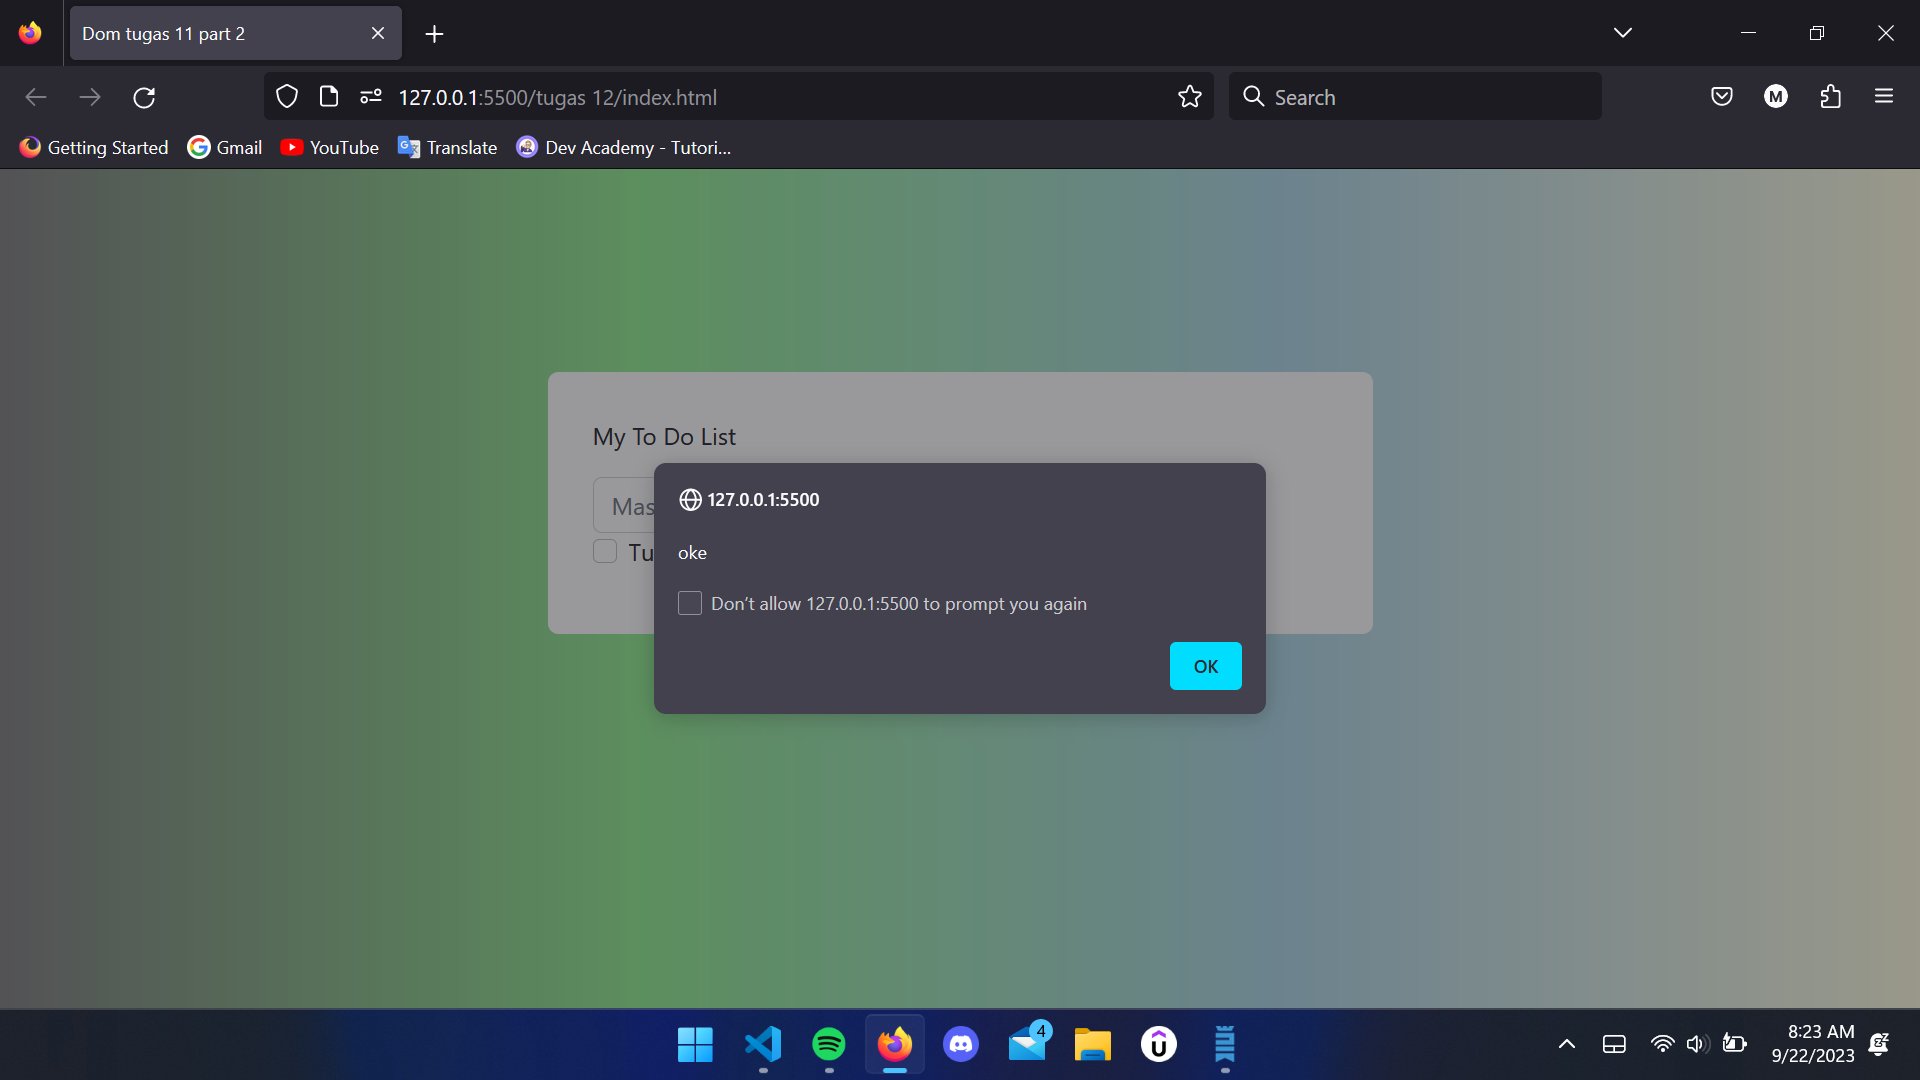 Dom tugas 11 part 2
127.0.0.1:5500/tugas 12/index.html
Search
M
Getting Started
Gmail
YouTube
Translate
Dev Academy - Tutori...
My To Do List
Mas
Tu
127.0.0.1:5500
oke
Don’t allow 127.0.0.1:5500 to prompt you again
OK
4
8:23 AM
9/22/2023